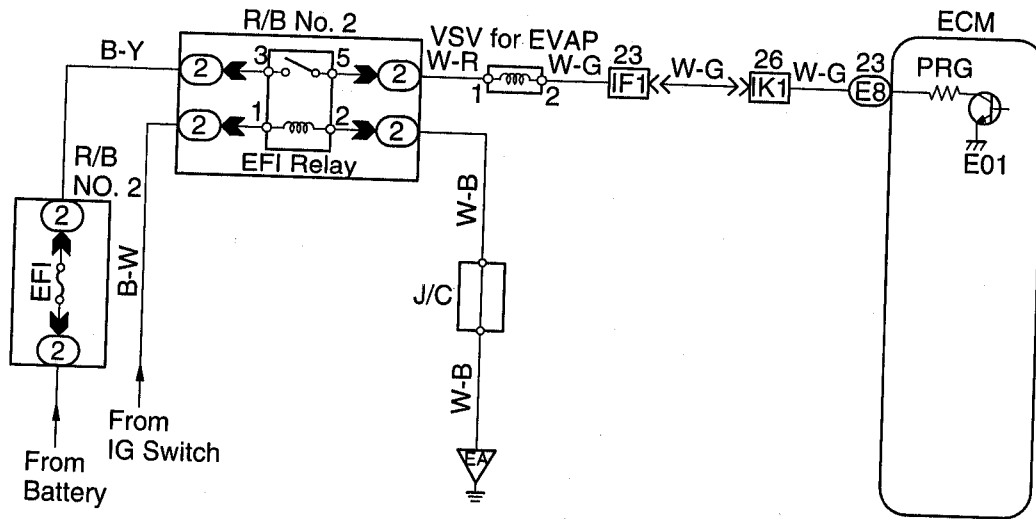 R/B No. 2
ECM
B-Y
VSV for EVAP
2
3
5
2
W-R
1
2
W-G
23
IF1
W-G
26
IK1
W-G
23
E8
PRG
E01
2
1
2
2
EFI Relay
R/B
NO. 2
2
EFI
2
B-W
W-B
J/C
W-B
EA
From
IG Switch
From
Battery